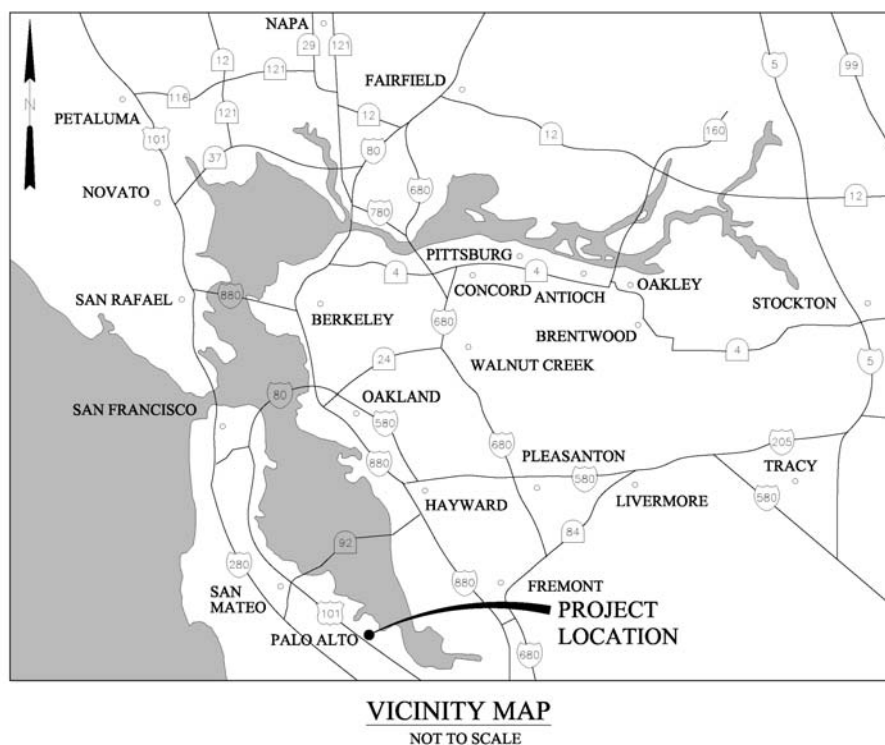 NAPA
29
121
12
121
5
99
FAIRFIELD
116
121
12
12
160
PETALUMA
N
101
37
80
680
12
NOVATO
780
PITTSBURG
4
4
CONCORD
ANTIOCH
OAKLEY
SAN RAFAEL
880
BERKELEY
680
BRENTWOOD
STOCKTON
WALNUT CREEK
4
24
5
80
OAKLAND
SAN FRANCISCO
580
680
205
880
PLEASANTON
580
TRACY
HAYWARD
LIVERMORE
580
84
92
280
880
FREMONT
SAN
MATEO
101
PROJECT
LOCATION
PALO ALTO
680
VICINITY MAP
NOT TO SCALE